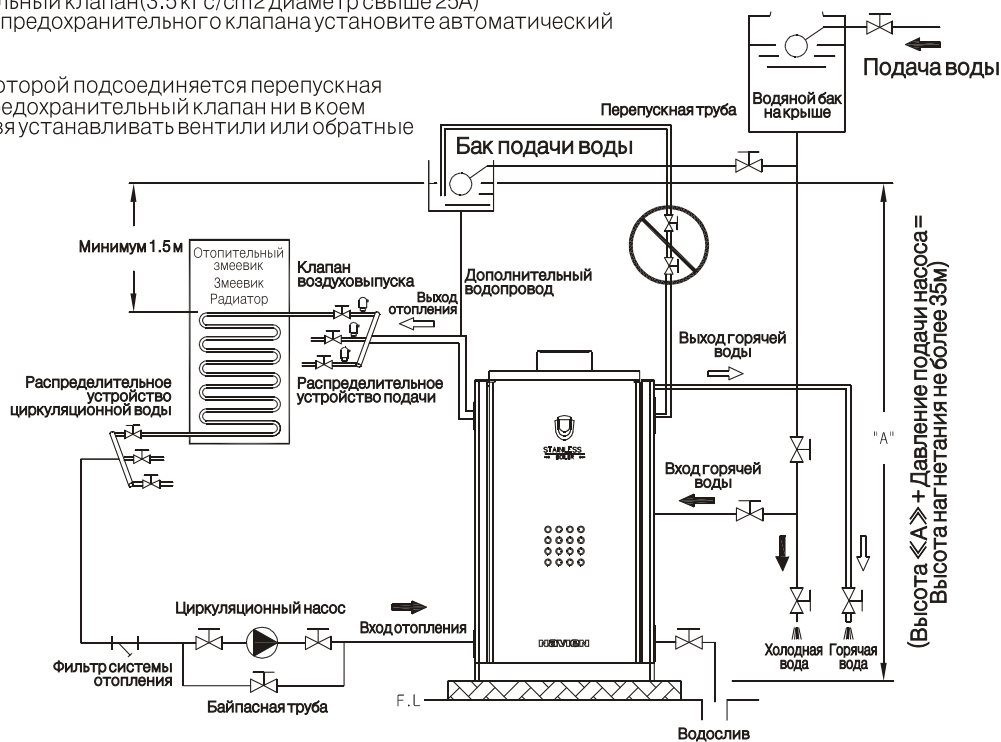 льный клапан(3.5 кгс/cm2 диаметр свыше 25А)
предохранительного клапана установите автоматический
оторой подсоединяется перепускная
едохранительный клапан ни в коем
зя устанавливать вентили или обратные
Подача воды
Водяной бак
на крыше
Перепускная труба
Бак подачи воды
Минимум 1.5 м
Отопительный
змеевик
Змеевик
Радиатор
Клапан
воздуховыпуска
Выход
отопления
Дополнительный
водопровод
Выход горячей
воды
Распределительное
устройство
циркуляционной воды
Распределительное
устройство подачи
STAINLESS
BOILER
"A"
Вход горячей
воды
(Высота «А» + Давление подачи насоса =
Высота нагнетания не более 35м)
Циркуляционный насос
Вход отопления
NAVIEN
Холодная
вода
Горячая
вода
Фильтр системы
отопления
Байпасная труба
F.L
Водослив